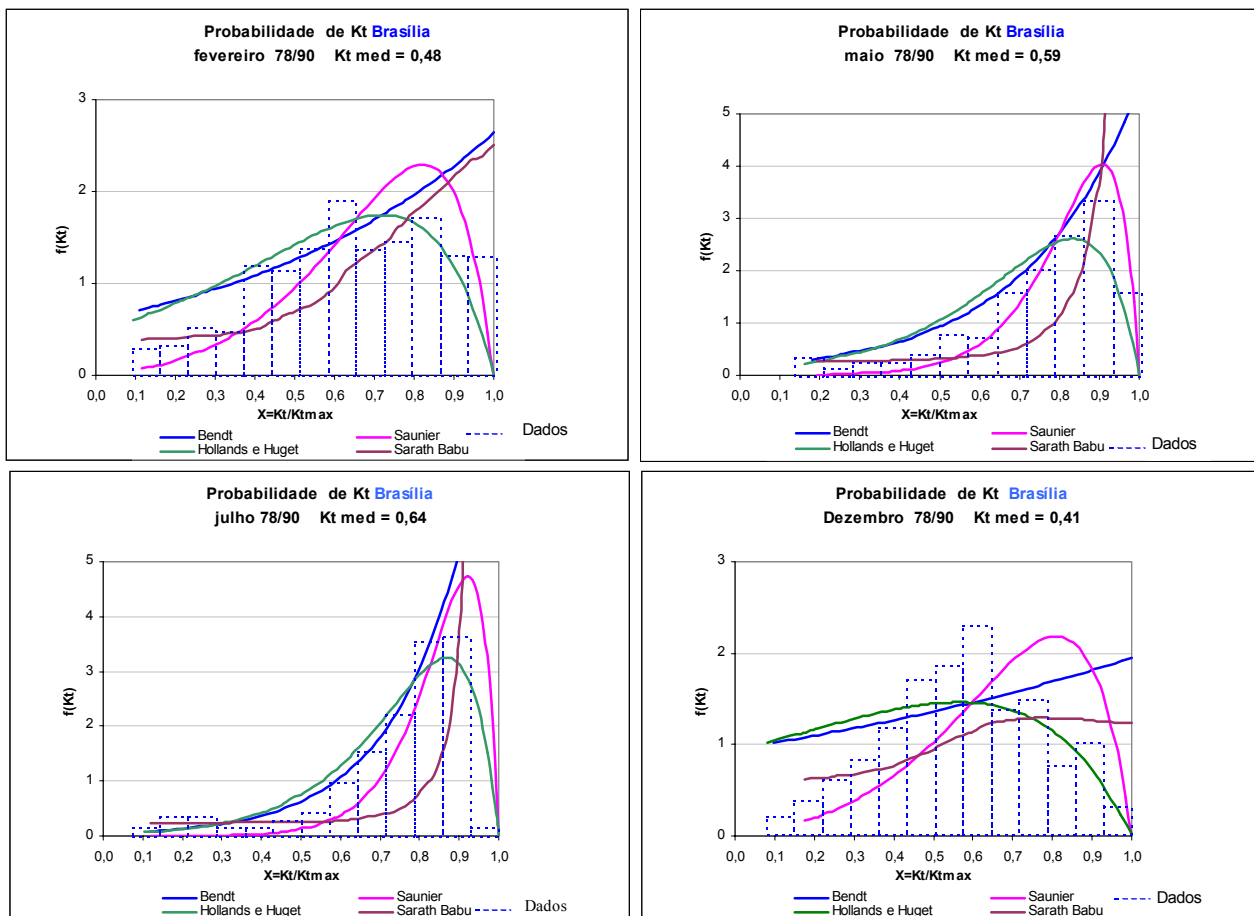 Probabilidade de Kt Brasília
fevereiro 78/90 Kt med = 0,48
3
2
1
0
f(Kt)
0,0 0,1 0,2 0,3 0,4 0,5 0,6 0,7 0,8 0,9 1,0
X=Kt/Ktmax
Bendt Saunier Dados
Hollands e Huget Sarath Babu
Probabilidade de Kt Brasília
maio 78/90 Kt med = 0,59
5
4
3
2
1
0
f(Kt)
0,0 0,1 0,2 0,3 0,4 0,5 0,6 0,7 0,8 0,9 1,0
X=Kt/Ktmax
Bendt Saunier
Hollands e Huget Sarath Babu Dados
Probabilidade de Kt Brasília
julho 78/90 Kt med = 0,64
5
4
3
2
1
0
f(Kt)
0,0 0,1 0,2 0,3 0,4 0,5 0,6 0,7 0,8 0,9 1,0
X=Kt/Ktmax
Bendt Saunier
Hollands e Huget Sarath Babu Dados
Probabilidade de Kt Brasília
Dezembro 78/90 Kt med = 0,41
3
2
1
0
f(Kt)
0,0 0,1 0,2 0,3 0,4 0,5 0,6 0,7 0,8 0,9 1,0
X=Kt/Ktmax
Bendt Saunier Dados
Hollands e Huget Sarath Babu